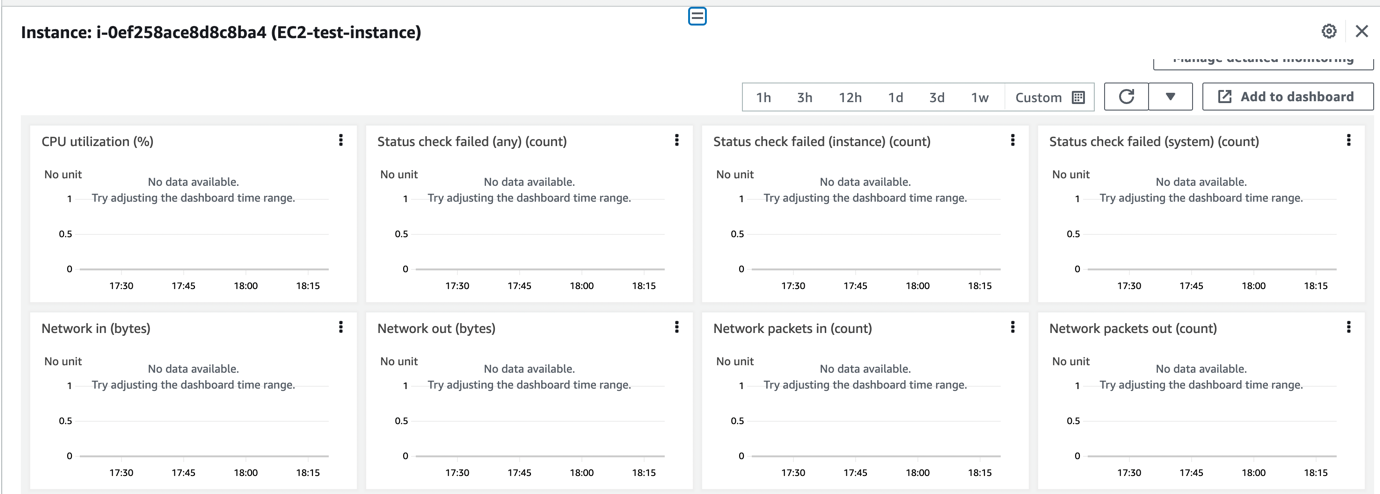 Instance: i-0ef258ace8d8c8ba4 (EC2-test-instance)
Manage detailed monitoring
1h 3h 12h 1d 3d 1w Custom Add to dashboard
CPU utilization (%) Status check failed (any) (count) Status check failed (instance) (count) Status check failed (system) (count)
No unit No unit No unit No unit
No data available. No data available. No data available. No data available.
1 Try adjusting the dashboard time range. 1 Try adjusting the dashboard time range. 1 Try adjusting the dashboard time range. 1 Try adjusting the dashboard time range.
0.5 0.5 0.5 0.5
0 0 0 0
17:30 17:45 18:00 18:15 17:30 17:45 18:00 18:15 17:30 17:45 18:00 18:15 17:30 17:45 18:00 18:15
Network in (bytes) Network out (bytes) Network packets in (count) Network packets out (count)
No unit No unit No unit No unit
No data available. No data available. No data available. No data available.
1 Try adjusting the dashboard time range. 1 Try adjusting the dashboard time range. 1 Try adjusting the dashboard time range. 1 Try adjusting the dashboard time range.
0.5 0.5 0.5 0.5
0 0 0 0
17:30 17:45 18:00 18:15 17:30 17:45 18:00 18:15 17:30 17:45 18:00 18:15 17:30 17:45 18:00 18:15